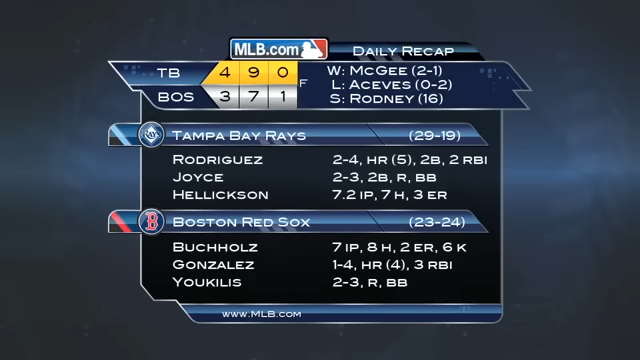 MLB.com DAILY RECAP
TB 4 9 0 F W: McGee (2-1)
L: Aceves (0-2)
BOS 3 7 1 S: Rodney (16)
Tampa Bay Rays (29-19)
Rodriguez 2-4, HR (5), 2B, 2 RBI
Joyce 2-3, 2B, R, BB
Hellickson 7.2 IP, 7 H, 3 ER
B Boston Red Sox (23-24)
Buchholz 7 IP, 8 H, 2 ER, 6 K
Gonzalez 1-4, HR (4), 3 RBI
Youkilis 2-3, R, BB
www.MLB.com